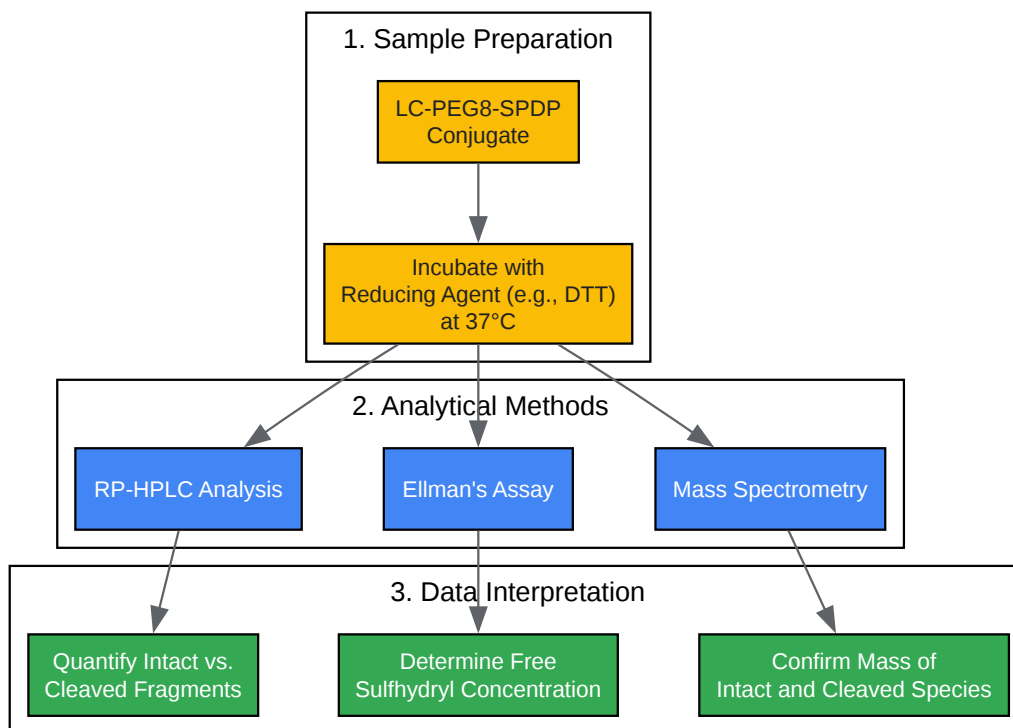 1. Sample Preparation
LC-PEG8-SPDP
Conjugate
Incubate with
Reducing Agent (e.g., DTT)
at 37°C
2. Analytical Methods
RP-HPLC Analysis
Ellman's Assay
Mass Spectrometry
3. Data Interpretation
Quantify Intact vs.
Cleaved Fragments
Determine Free
Sulfhydryl Concentration
Confirm Mass of
Intact and Cleaved Species